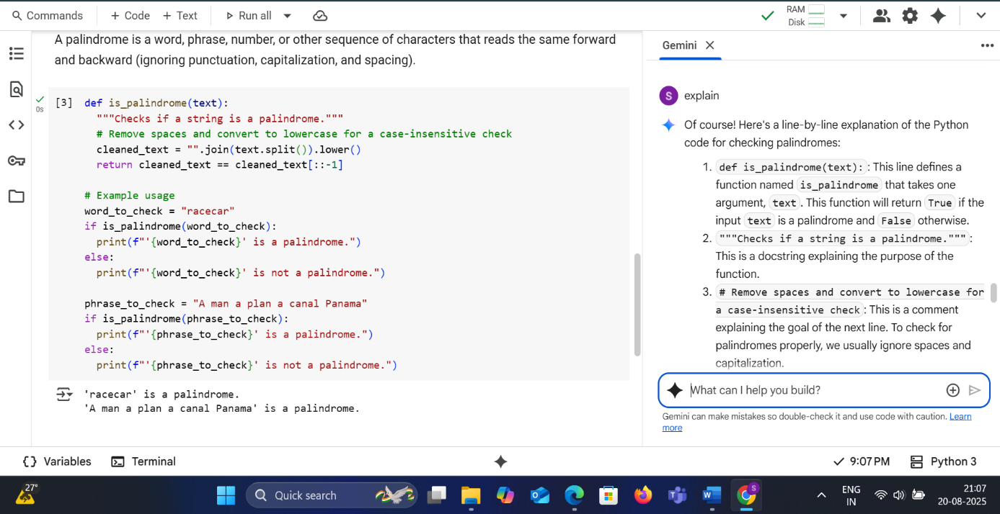 Commands + Code + Text Run all RAM
Disk
A palindrome is a word, phrase, number, or other sequence of characters that reads the same forward
and backward (ignoring punctuation, capitalization, and spacing).
[3] def is_palindrome(text):
0s
"""Checks if a string is a palindrome."""
# Remove spaces and convert to lowercase for a case-insensitive check
cleaned_text = "".join(text.split()).lower()
return cleaned_text == cleaned_text[::-1]
# Example usage
word_to_check = "racecar"
if is_palindrome(word_to_check):
print(f"'{word_to_check}' is a palindrome.")
else:
print(f"'{word_to_check}' is not a palindrome.")
phrase_to_check = "A man a plan a canal Panama"
if is_palindrome(phrase_to_check):
print(f"'{phrase_to_check}' is a palindrome.")
else:
print(f"'{phrase_to_check}' is not a palindrome.")
'racecar' is a palindrome.
'A man a plan a canal Panama' is a palindrome.
Gemini
S explain
Of course! Here's a line-by-line explanation of the Python
code for checking palindromes:
1. def is_palindrome(text): : This line defines a
function named is_palindrome that takes one
argument, text . This function will return True if the
input text is a palindrome and False otherwise.
2. """Checks if a string is a palindrome.""" :
This is a docstring explaining the purpose of the
function.
3. # Remove spaces and convert to lowercase for
a case-insensitive check : This is a comment
explaining the goal of the next line. To check for
palindromes properly, we usually ignore spaces and
capitalization.
What can I help you build?
Gemini can make mistakes so double-check it and use code with caution. Learn
more
{} Variables Terminal 9:07 PM Python 3
27° Quick search S ENG 21:07
IN 20-08-2025